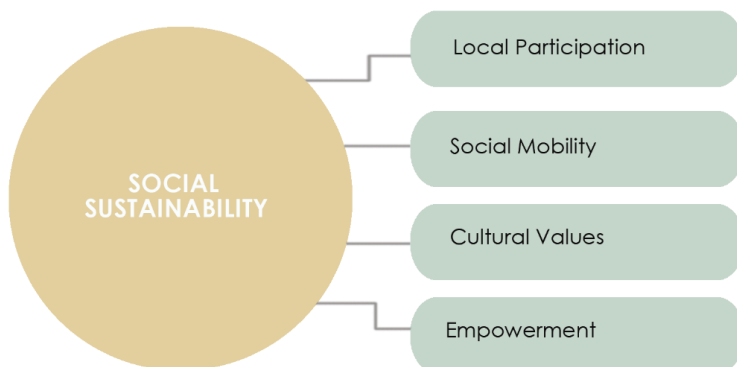 SOCIAL
SUSTAINABILITY
Local Participation
Social Mobility
Cultural Values
Empowerment